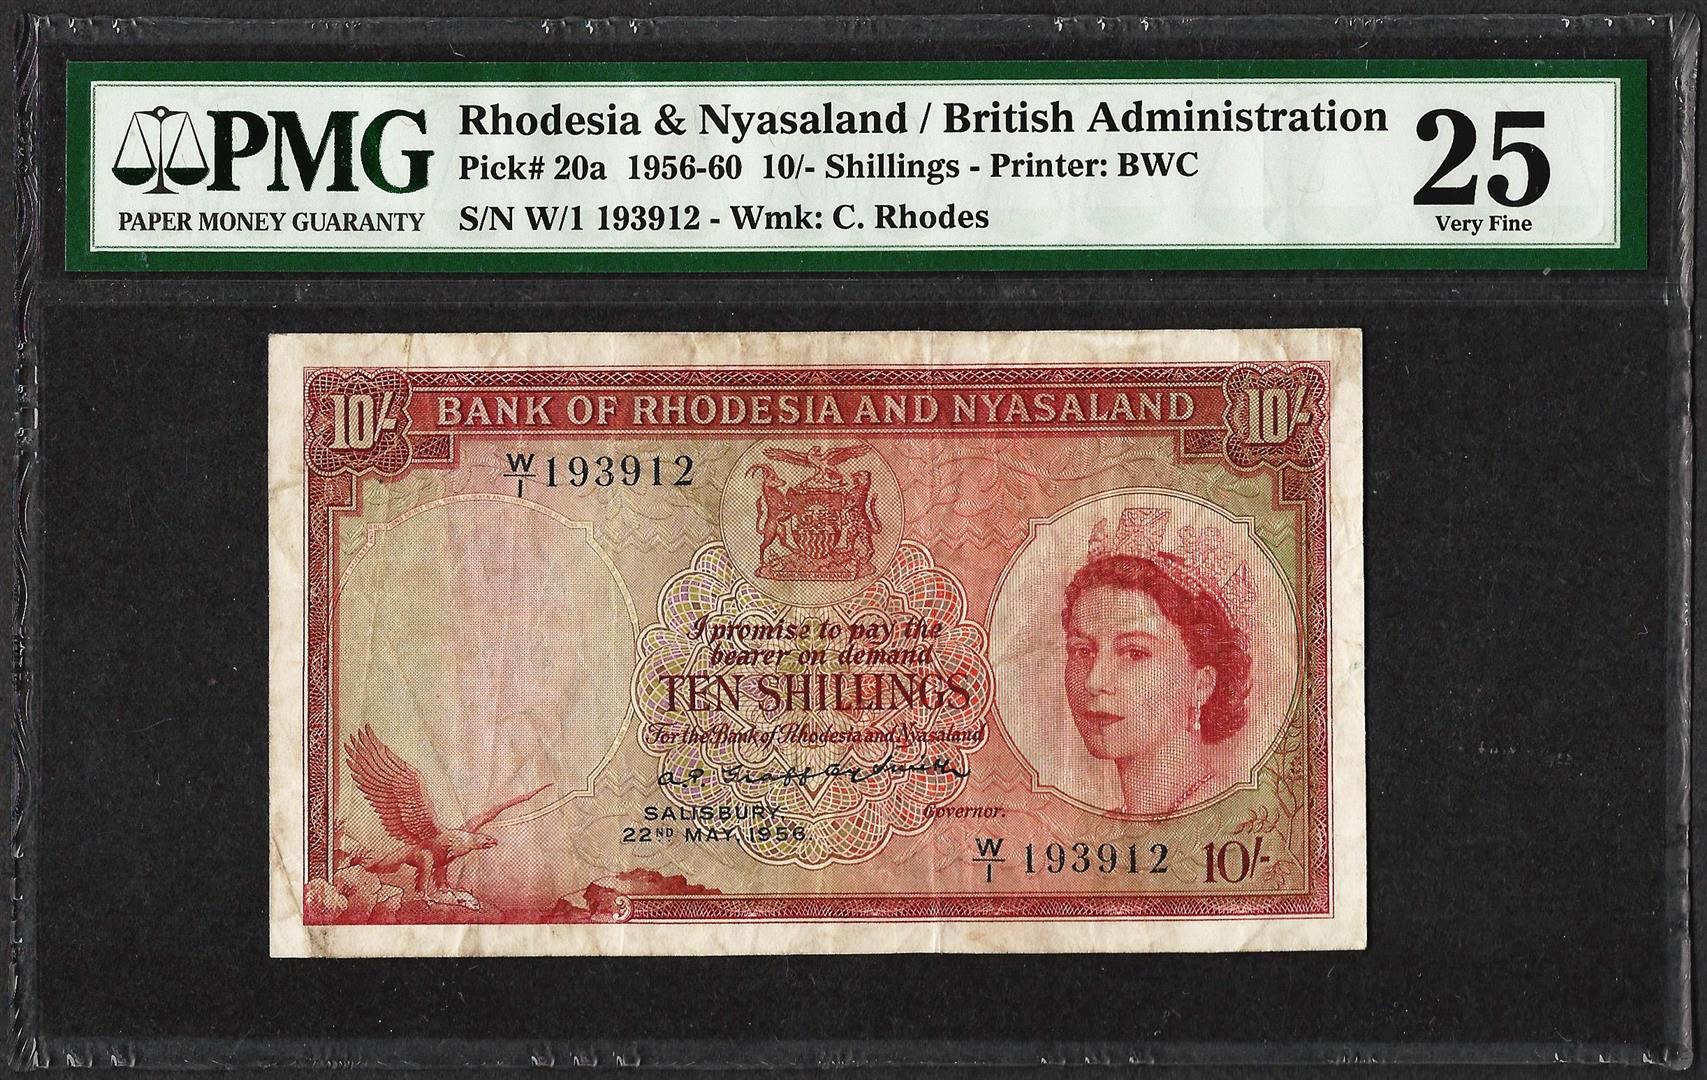 PMG
PAPER MONEY GUARANTY
Rhodesia & Nyasaland / British Administration
Pick# 20a 1956-60 10/- Shillings - Printer: BWC
S/N W/1 193912 - Wmk: C. Rhodes
25
Very Fine
10/- BANK OF RHODESIA AND NYASALAND 10/-
W/1 193912
I promise to pay the
bearer on demand
TEN SHILLINGS
For the Bank of Rhodesia and Nyasaland
SALISBURY
Governor.
22ND MAY, 1956.
W/1 193912 10/-